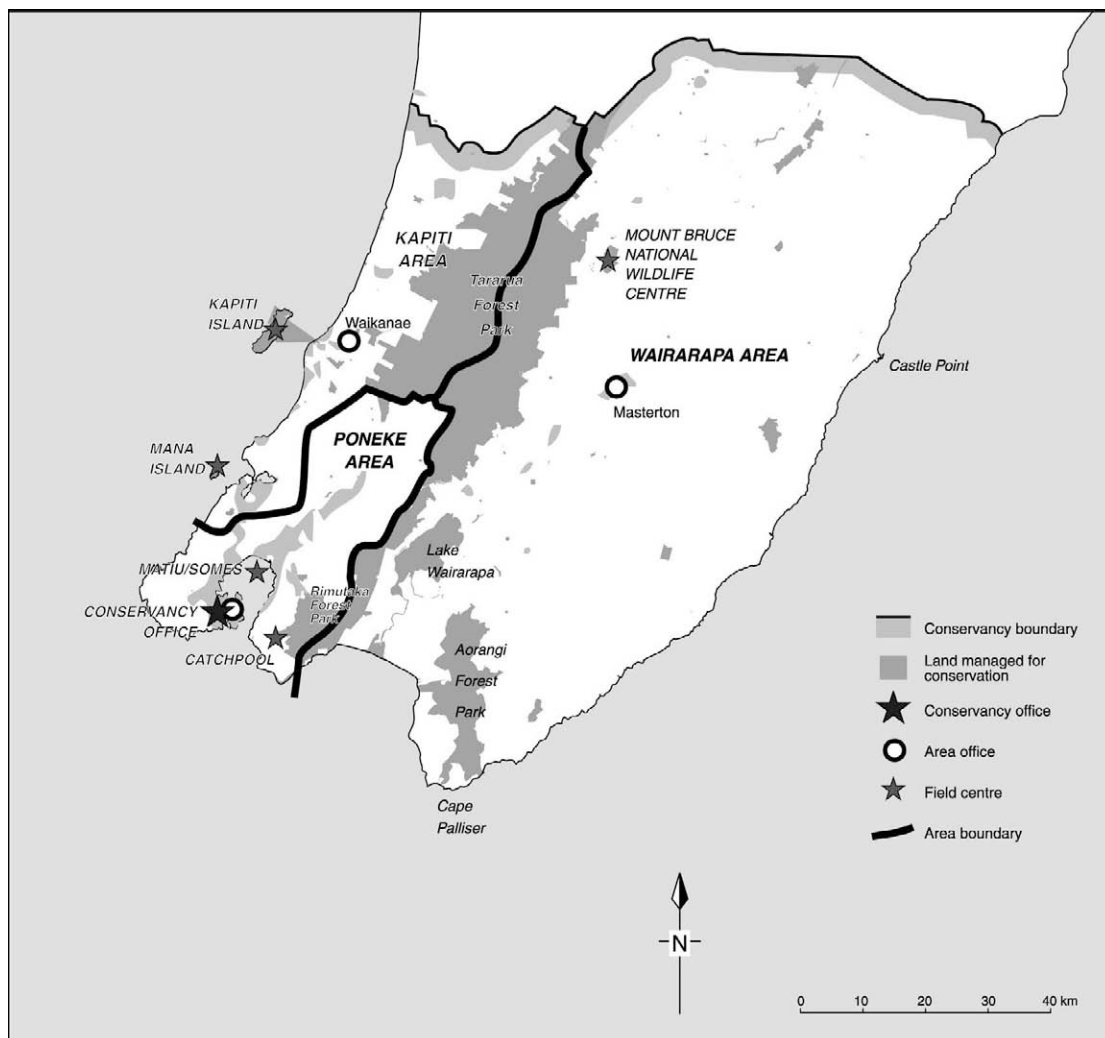 KAPITI
AREA
Tararua
Forest
Park
MOUNT BRUCE
NATIONAL
WILDLIFE
CENTRE
KAPITI
ISLAND
Waikanae
WAIRARAPA AREA
Castle Point
Masterton
PONEKE
AREA
MANA
ISLAND
Lake
Wairarapa
MATIU/SOMES
Rimutaka
Forest
Park
CONSERVANCY
OFFICE
CATCHPOOL
Aorangi
Forest
Park
Cape
Palliser
Conservancy boundary
Land managed for
conservation
Conservancy office
Area office
Field centre
Area boundary
N
0 10 20 30 40 km